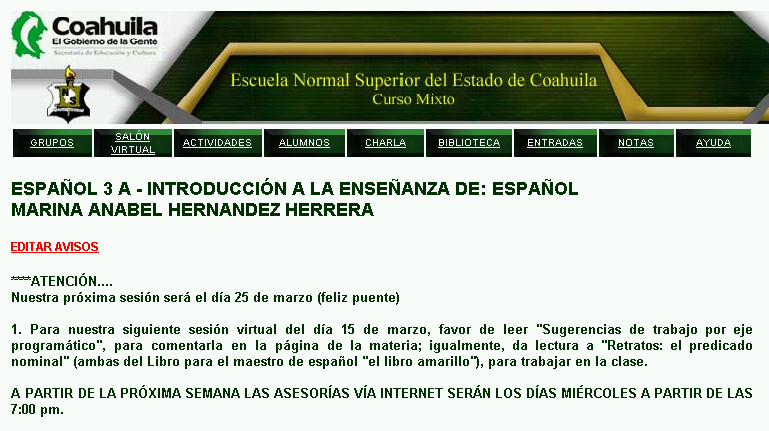 Coahuila
El Gobierno de la Gente
Secretaría de Educación y Cultura
Escuela Normal Superior del Estado de Coahuila
Curso Mixto
GRUPOS
SALÓN VIRTUAL
ACTIVIDADES
ALUMNOS
CHARLA
BIBLIOTECA
ENTRADAS
NOTAS
AYUDA
ESPAÑOL 3 A - INTRODUCCIÓN A LA ENSEÑANZA DE: ESPAÑOL
MARINA ANABEL HERNANDEZ HERRERA
EDITAR AVISOS
****ATENCIÓN....
Nuestra próxima sesión será el día 25 de marzo (feliz puente)
1. Para nuestra siguiente sesión virtual del día 15 de marzo, favor de leer "Sugerencias de trabajo por eje
programático", para comentarla en la página de la materia; igualmente, da lectura a "Retratos: el predicado
nominal" (ambas del Libro para el maestro de español "el libro amarillo"), para trabajar en la clase.
A PARTIR DE LA PRÓXIMA SEMANA LAS ASESORÍAS VÍA INTERNET SERÁN LOS DÍAS MIÉRCOLES A PARTIR DE LAS
7:00 pm.